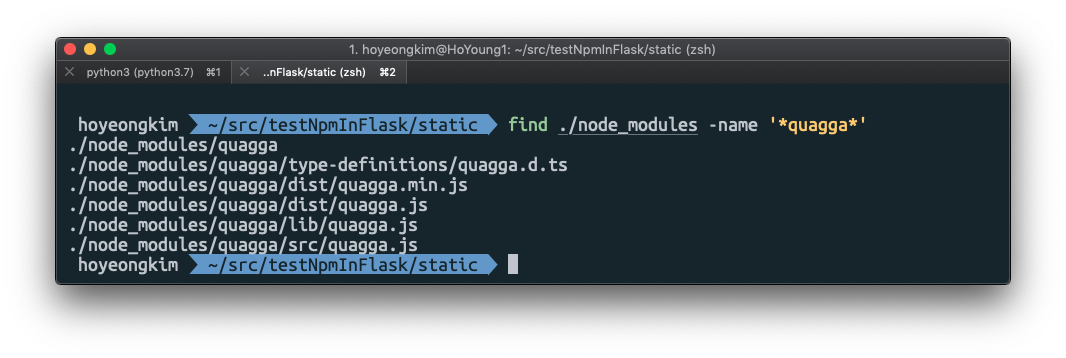 1. hoyeongkim@HoYoung1: ~/src/testNpmInFlask/static (zsh)
python3 (python3.7) ⌘1 ..nFlask/static (zsh) ⌘2
hoyeongkim ~/src/testNpmInFlask/static find ./node_modules -name '*quagga*'
./node_modules/quagga
./node_modules/quagga/type-definitions/quagga.d.ts
./node_modules/quagga/dist/quagga.min.js
./node_modules/quagga/dist/quagga.js
./node_modules/quagga/lib/quagga.js
./node_modules/quagga/src/quagga.js
hoyeongkim ~/src/testNpmInFlask/static